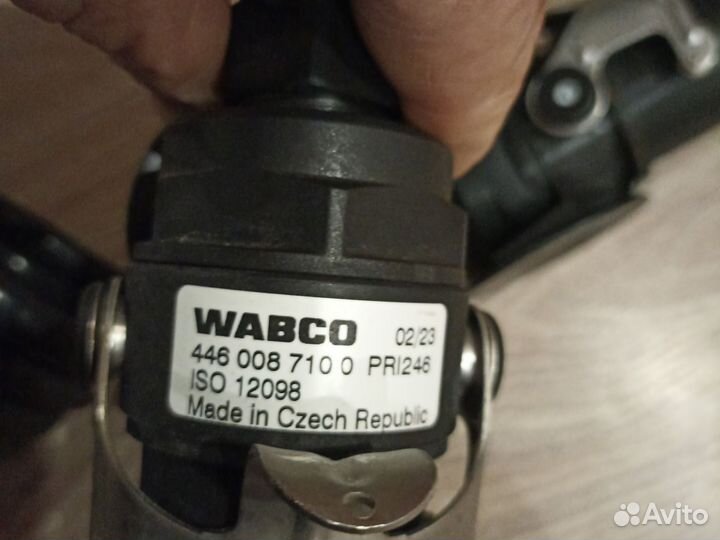 WABCO 02/23
446 008 710 0 PRI246
ISO 12098
Made in Czech Republic
Avito